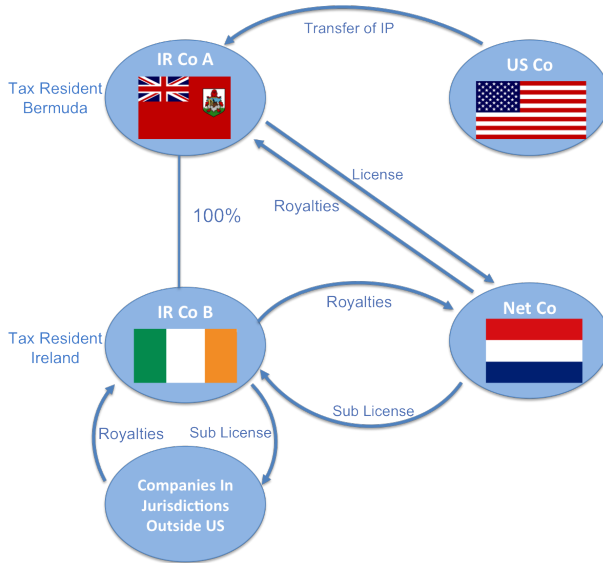 Transfer of IP
IR Co A
US Co
Tax Resident
Bermuda
License
Royalties
100%
IR Co B
Royalties
Net Co
Tax Resident
Ireland
Sub License
Royalties
Sub License
Companies In
Jurisdictions
Outside US